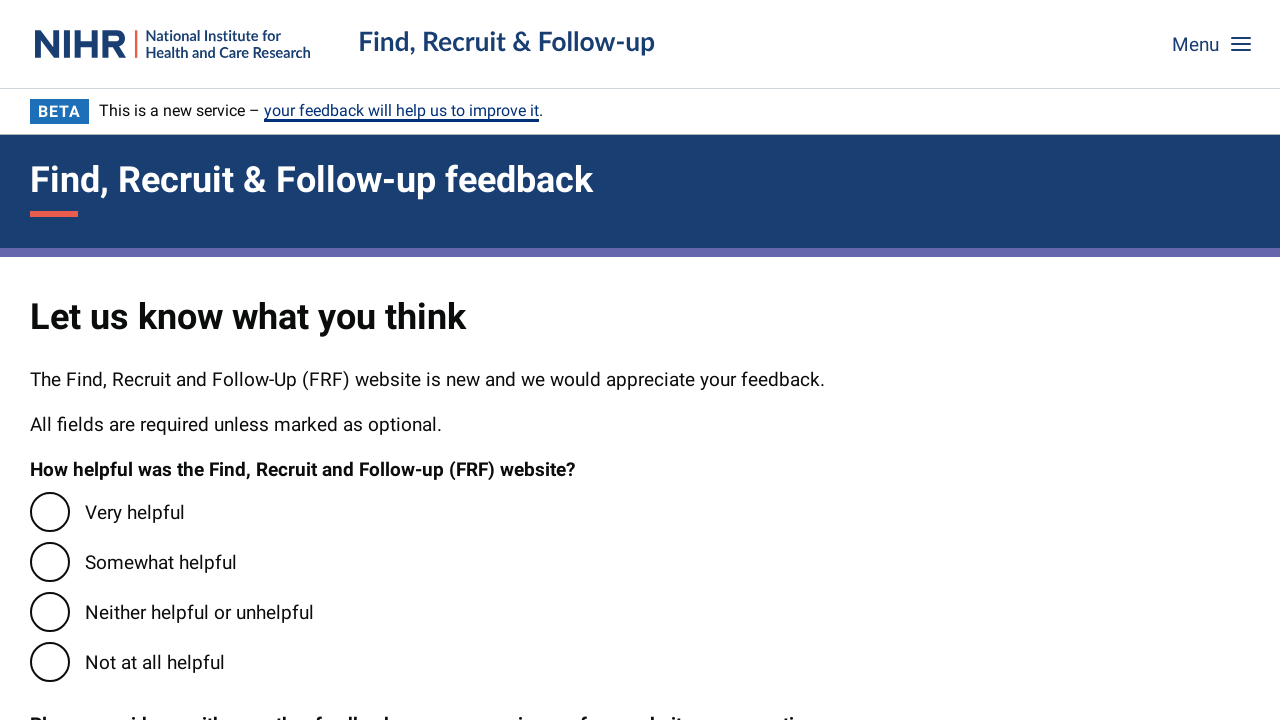 NIHR
National Institute for
Health and Care Research
Find, Recruit & Follow-up
Menu
BETA
This is a new service – your feedback will help us to improve it.
Find, Recruit & Follow-up feedback
Let us know what you think
The Find, Recruit and Follow-Up (FRF) website is new and we would appreciate your feedback.
All fields are required unless marked as optional.
How helpful was the Find, Recruit and Follow-up (FRF) website?
Very helpful
Somewhat helpful
Neither helpful or unhelpful
Not at all helpful